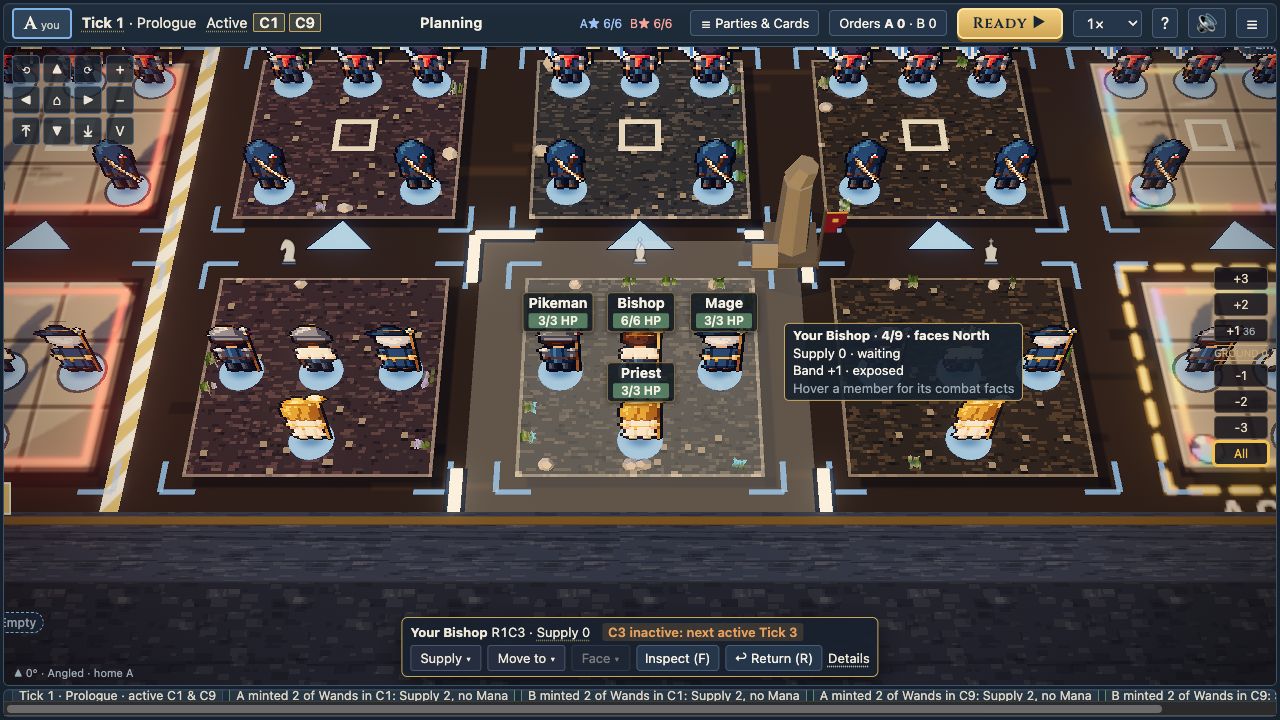 A you
Tick 1 · Prologue
Active C1 C9
Planning
A★ 6/6 B★ 6/6
≡ Parties & Cards
Orders A 0 · B 0
READY ▶
1×
?
≡
+
−
V
Pikeman
3/3 HP
Bishop
6/6 HP
Mage
3/3 HP
Priest
3/3 HP
Your Bishop · 4/9 · faces North
Supply 0 · waiting
Band +1 · exposed
Hover a member for its combat facts
+3
+2
+1 36
-1
-2
-3
All
Empty
Your Bishop R1C3 · Supply 0
C3 inactive: next active Tick 3
Supply ▾
Move to ▾
Face ▾
Inspect (F)
↩ Return (R)
Details
▲ 0° · Angled · home A
Tick 1 · Prologue · active C1 & C9
A minted 2 of Wands in C1: Supply 2, no Mana
B minted 2 of Wands in C1: Supply 2, no Mana
A minted 2 of Wands in C9: Supply 2, no Mana
B minted 2 of Wands in C9: